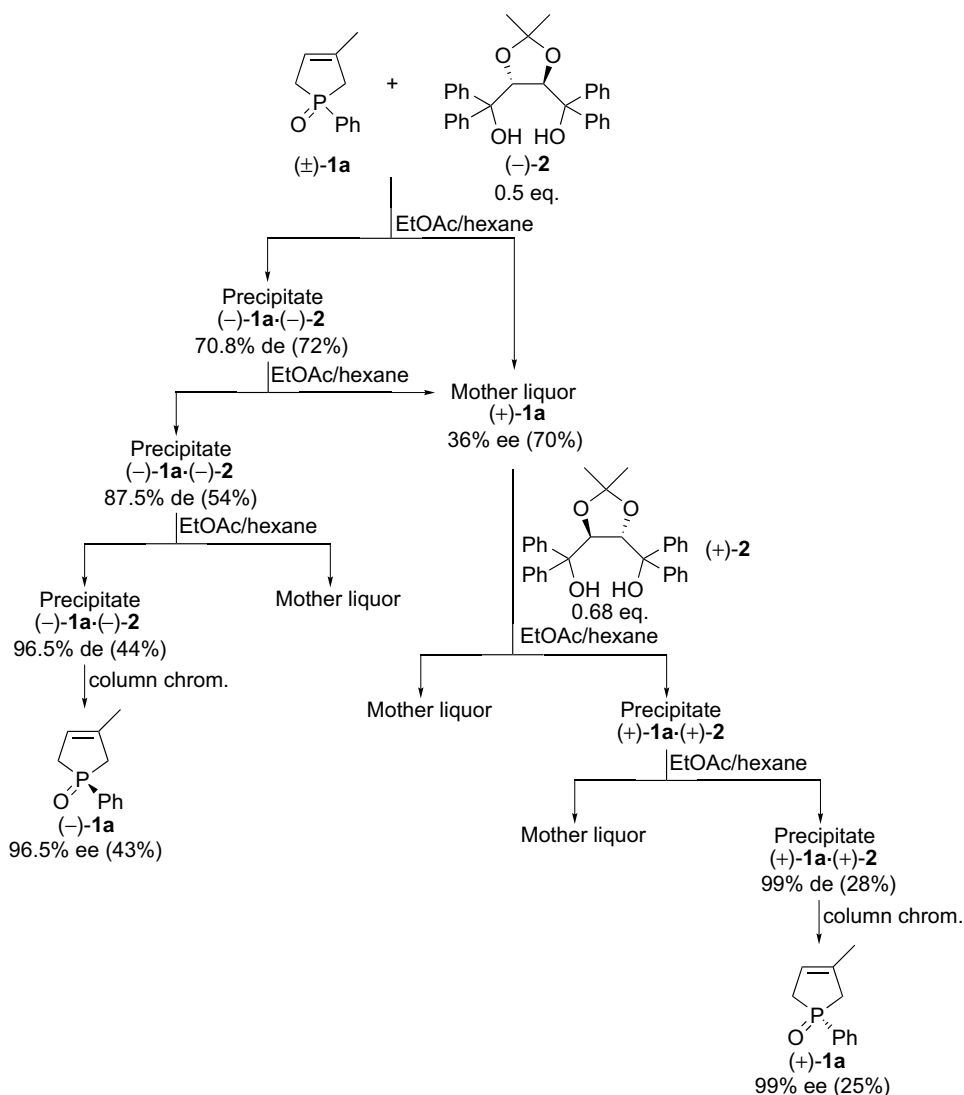 O
O
P
O
Ph
+
Ph
Ph
OH
HO
Ph
Ph
(±)-1a
(−)-2
0.5 eq.
EtOAc/hexane
Precipitate
(−)-1a·(−)-2
70.8% de (72%)
EtOAc/hexane
Mother liquor
(+)-1a
36% ee (70%)
Precipitate
(−)-1a·(−)-2
87.5% de (54%)
EtOAc/hexane
O
O
Ph
Ph
OH
HO
Ph
Ph
(+)-2
0.68 eq.
EtOAc/hexane
Precipitate
(−)-1a·(−)-2
96.5% de (44%)
Mother liquor
column chrom.
P
O
Ph
(−)-1a
96.5% ee (43%)
Mother liquor
Precipitate
(+)-1a·(+)-2
EtOAc/hexane
Mother liquor
Precipitate
(+)-1a·(+)-2
99% de (28%)
column chrom.
P
O
Ph
(+)-1a
99% ee (25%)